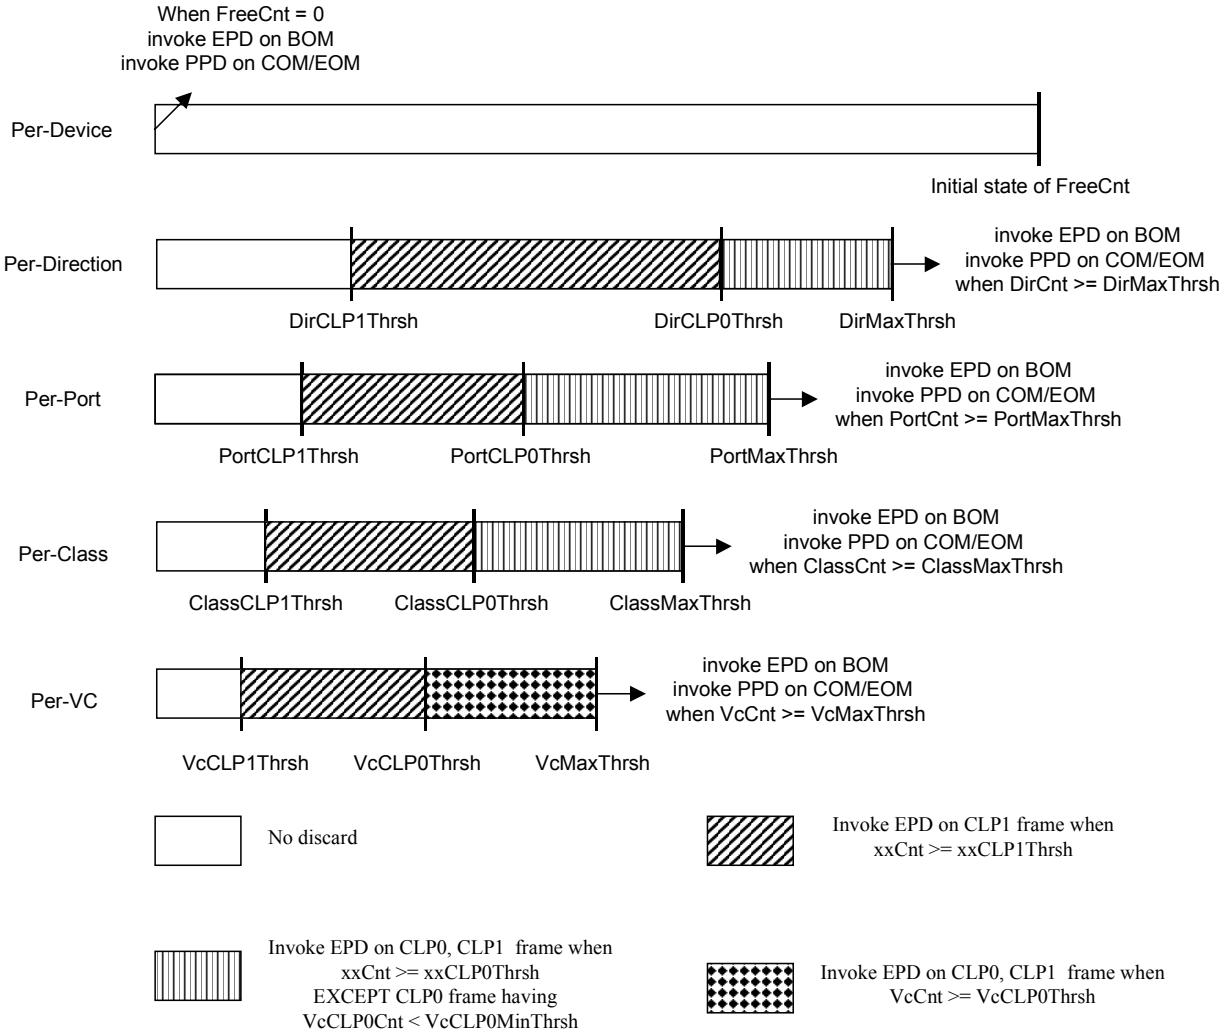 When FreeCnt = 0
invoke EPD on BOM
invoke PPD on COM/EOM
Per-Device
Initial state of FreeCnt
Per-Direction
invoke EPD on BOM
invoke PPD on COM/EOM
when DirCnt >= DirMaxThrsh
DirCLP1Thrsh
DirCLP0Thrsh
DirMaxThrsh
Per-Port
invoke EPD on BOM
invoke PPD on COM/EOM
when PortCnt >= PortMaxThrsh
PortCLP1Thrsh
PortCLP0Thrsh
PortMaxThrsh
Per-Class
invoke EPD on BOM
invoke PPD on COM/EOM
when ClassCnt >= ClassMaxThrsh
ClassCLP1Thrsh
ClassCLP0Thrsh
ClassMaxThrsh
Per-VC
invoke EPD on BOM
invoke PPD on COM/EOM
when VcCnt >= VcMaxThrsh
VcCLP1Thrsh
VcCLP0Thrsh
VcMaxThrsh
No discard
Invoke EPD on CLP1 frame when
xxCnt >= xxCLP1Thrsh
Invoke EPD on CLP0, CLP1 frame when
xxCnt >= xxCLP0Thrsh
EXCEPT CLP0 frame having
VcCLP0Cnt < VcCLP0MinThrsh
Invoke EPD on CLP0, CLP1 frame when
VcCnt >= VcCLP0Thrsh